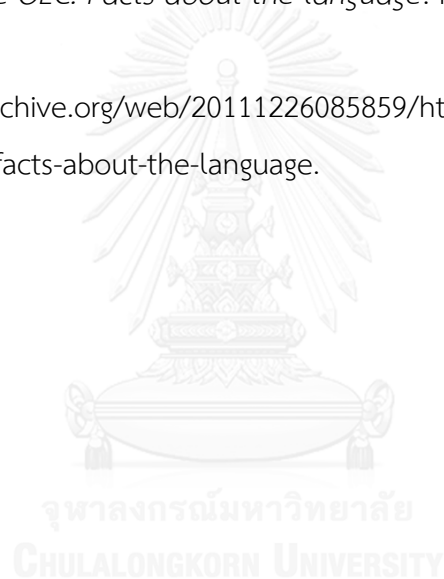 OEC: Facts about the language.
chive.org/web/20111226085859/ht
facts-about-the-language.
จุฬาลงกรณ์มหาวิทยาลัย
CHULALONGKORN UNIVERSITY